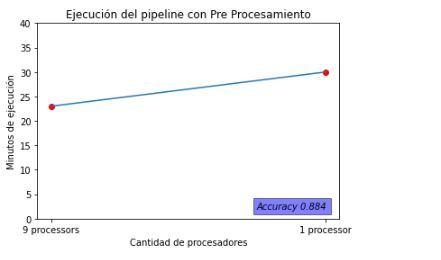 Ejecución del pipeline con Pre Procesamiento
40
35
30
25
20
15
10
5
0
Minutos de ejecución
Accuracy 0.884
9 processors 1 processor
Cantidad de procesadores